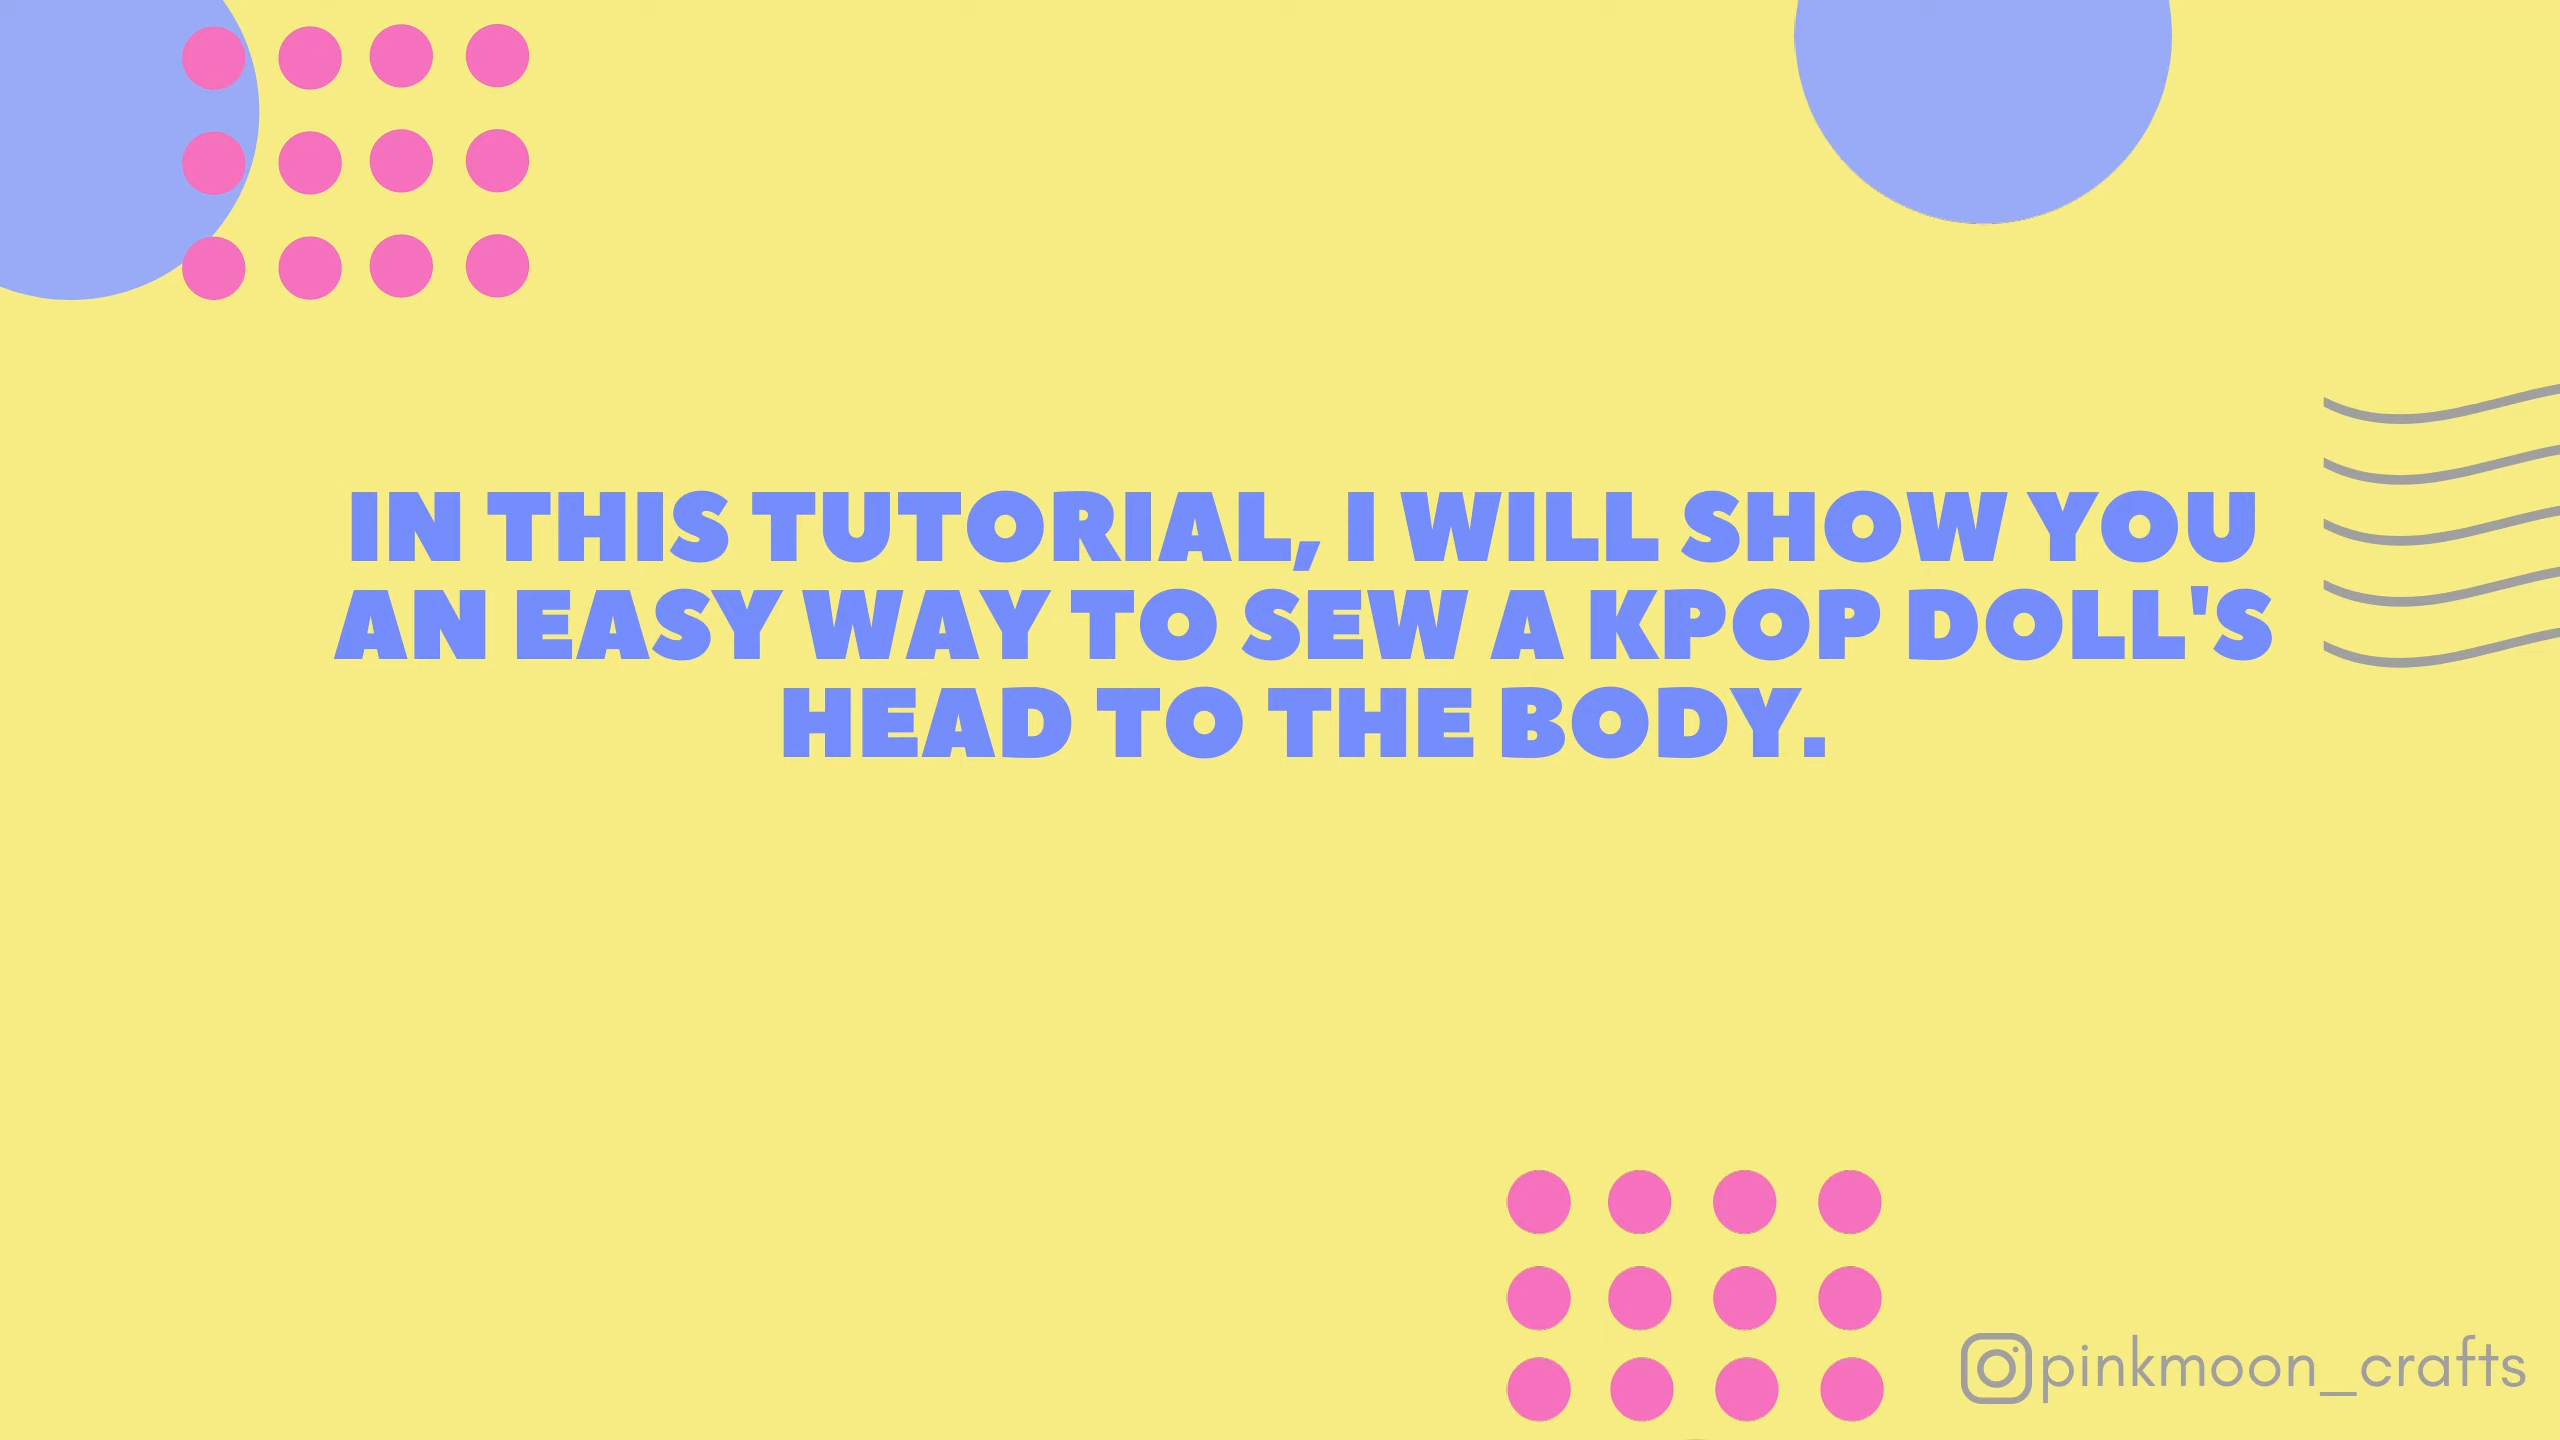 IN THIS TUTORIAL, I WILL SHOW YOU
AN EASY WAY TO SEW A KPOP DOLL'S
HEAD TO THE BODY.
pinkmoon_crafts